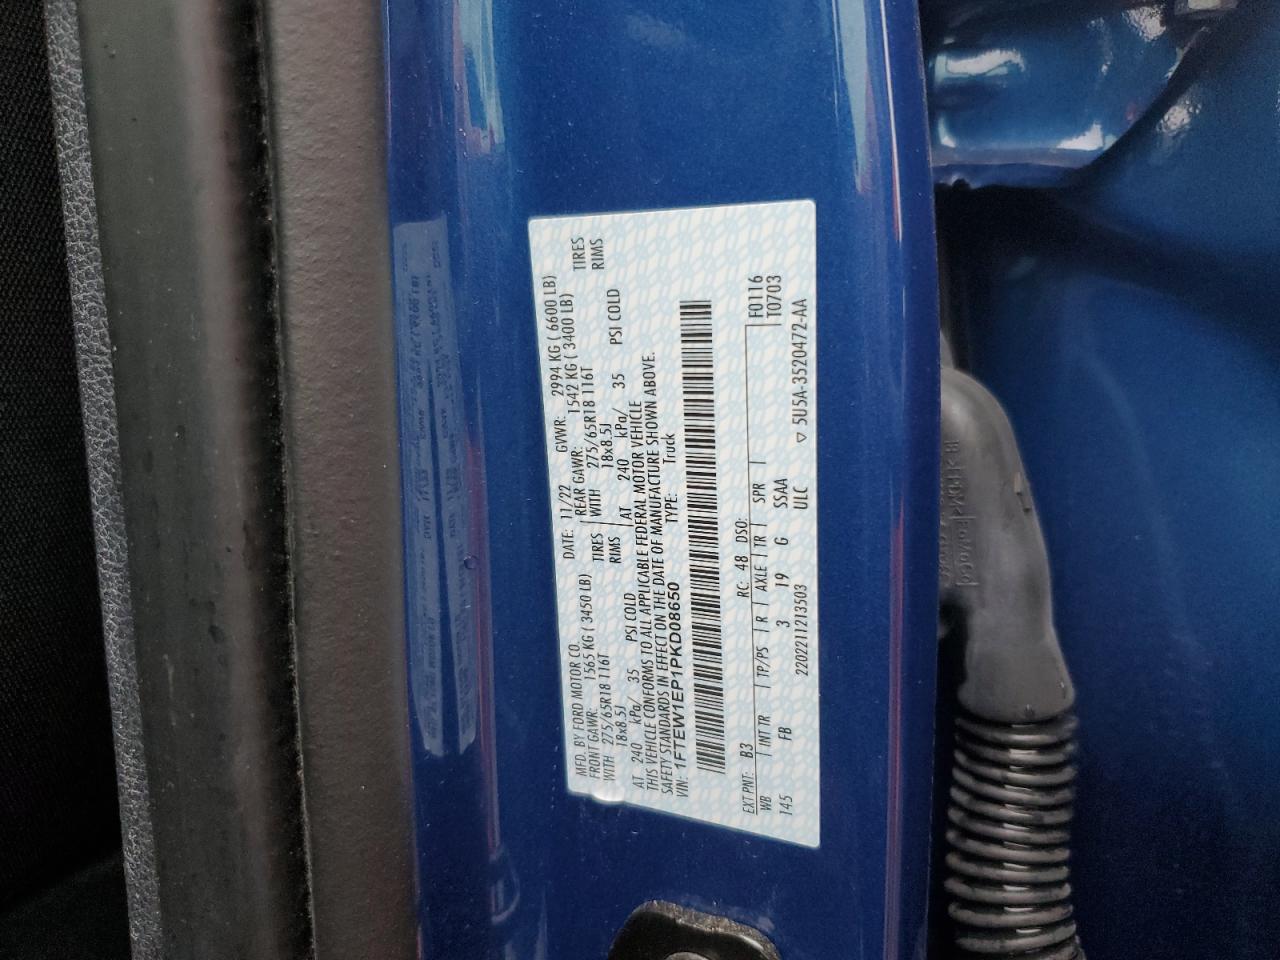 MFD. BY FORD MOTOR CO. DATE: 11/22 GVWR: 2994 KG ( 6600 LB)
FRONT GAWR: 1565 KG ( 3450 LB) REAR GAWR: 1542 KG ( 3400 LB)
WITH 275/65R18 116T TIRES WITH 275/65R18 116T TIRES
18x8.5J RIMS 18x8.5J RIMS
AT 240 kPa/ 35 PSI COLD AT 240 kPa/ 35 PSI COLD
THIS VEHICLE CONFORMS TO ALL APPLICABLE FEDERAL MOTOR VEHICLE
SAFETY STANDARDS IN EFFECT ON THE DATE OF MANUFACTURE SHOWN ABOVE.
VIN: 1FTEW1EP1PKD08650 TYPE: Truck
EXT PNT: B3 RC: 48 DSO: F0116
WB INT TR TP/PS R AXLE TR SPR T0703
145 FB 3 19 G SSAA
2202211213503 ULC ▽ 5U5A-3520472-AA